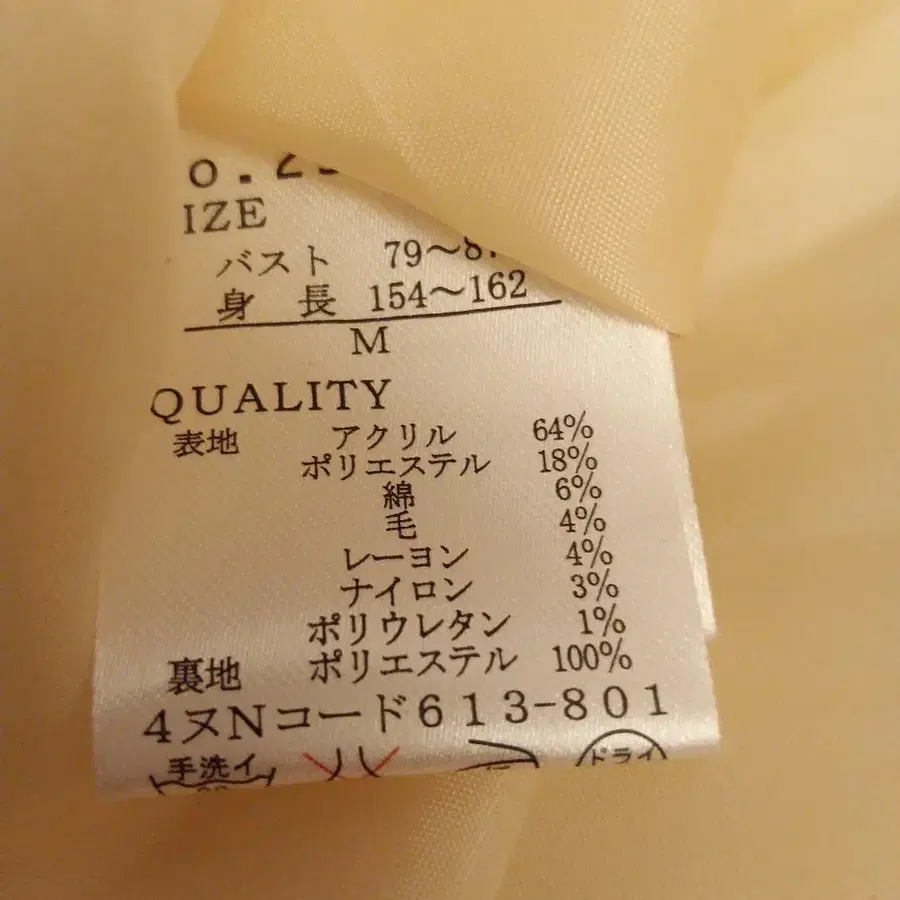 IZE
バスト 79〜87
身 長 154〜162
M
QUALITY
表地 アクリル 64%
ポリエステル 18%
綿 6%
毛 4%
レーヨン 4%
ナイロン 3%
ポリウレタン 1%
裏地 ポリエステル 100%
4ヌNコード613-801
手洗イ ドライ